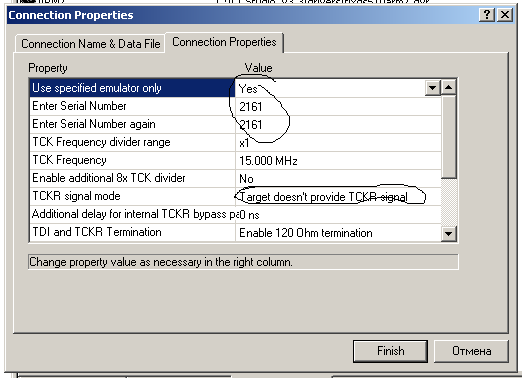 Connection Properties
Connection Name & Data File
Connection Properties
Property Value
Use specified emulator only Yes
Enter Serial Number 2161
Enter Serial Number again 2161
TCK Frequency divider range x1
TCK Frequency 15.000 MHz
Enable additional 8x TCK divider No
TCKR signal mode Target doesn't provide TCKR signal
Additional delay for internal TCKR bypass pa 0 ns
TDI and TCKR Termination Enable 120 Ohm termination
Change property value as necessary in the right column.
Finish Отмена